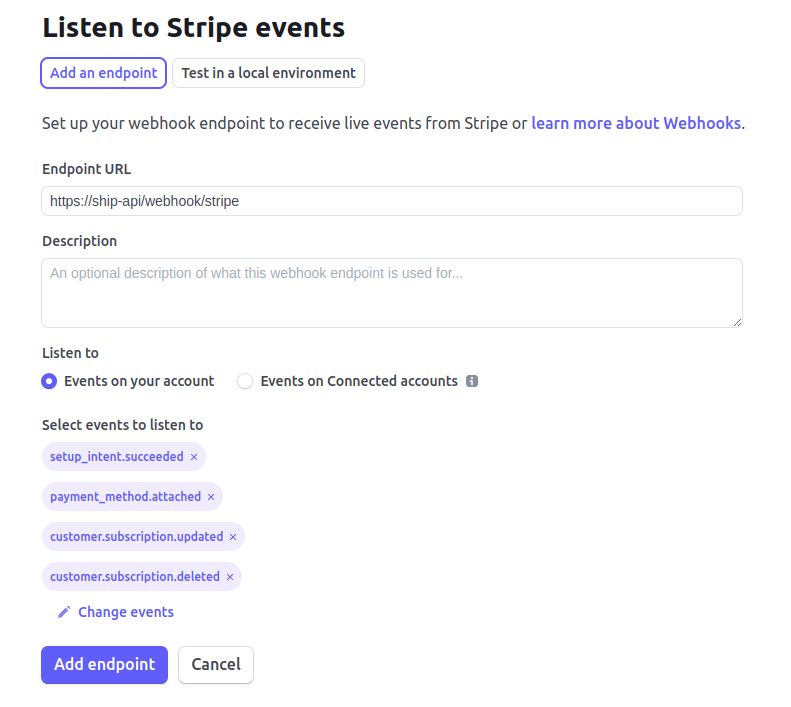 Listen to Stripe events
Add an endpoint Test in a local environment
Set up your webhook endpoint to receive live events from Stripe or learn more about Webhooks.
Endpoint URL
https://ship-api/webhook/stripe
Description
An optional description of what this webhook endpoint is used for...
Listen to
Events on your account Events on Connected accounts i
Select events to listen to
setup_intent.succeeded ×
payment_method.attached ×
customer.subscription.updated ×
customer.subscription.deleted ×
Change events
Add endpoint Cancel